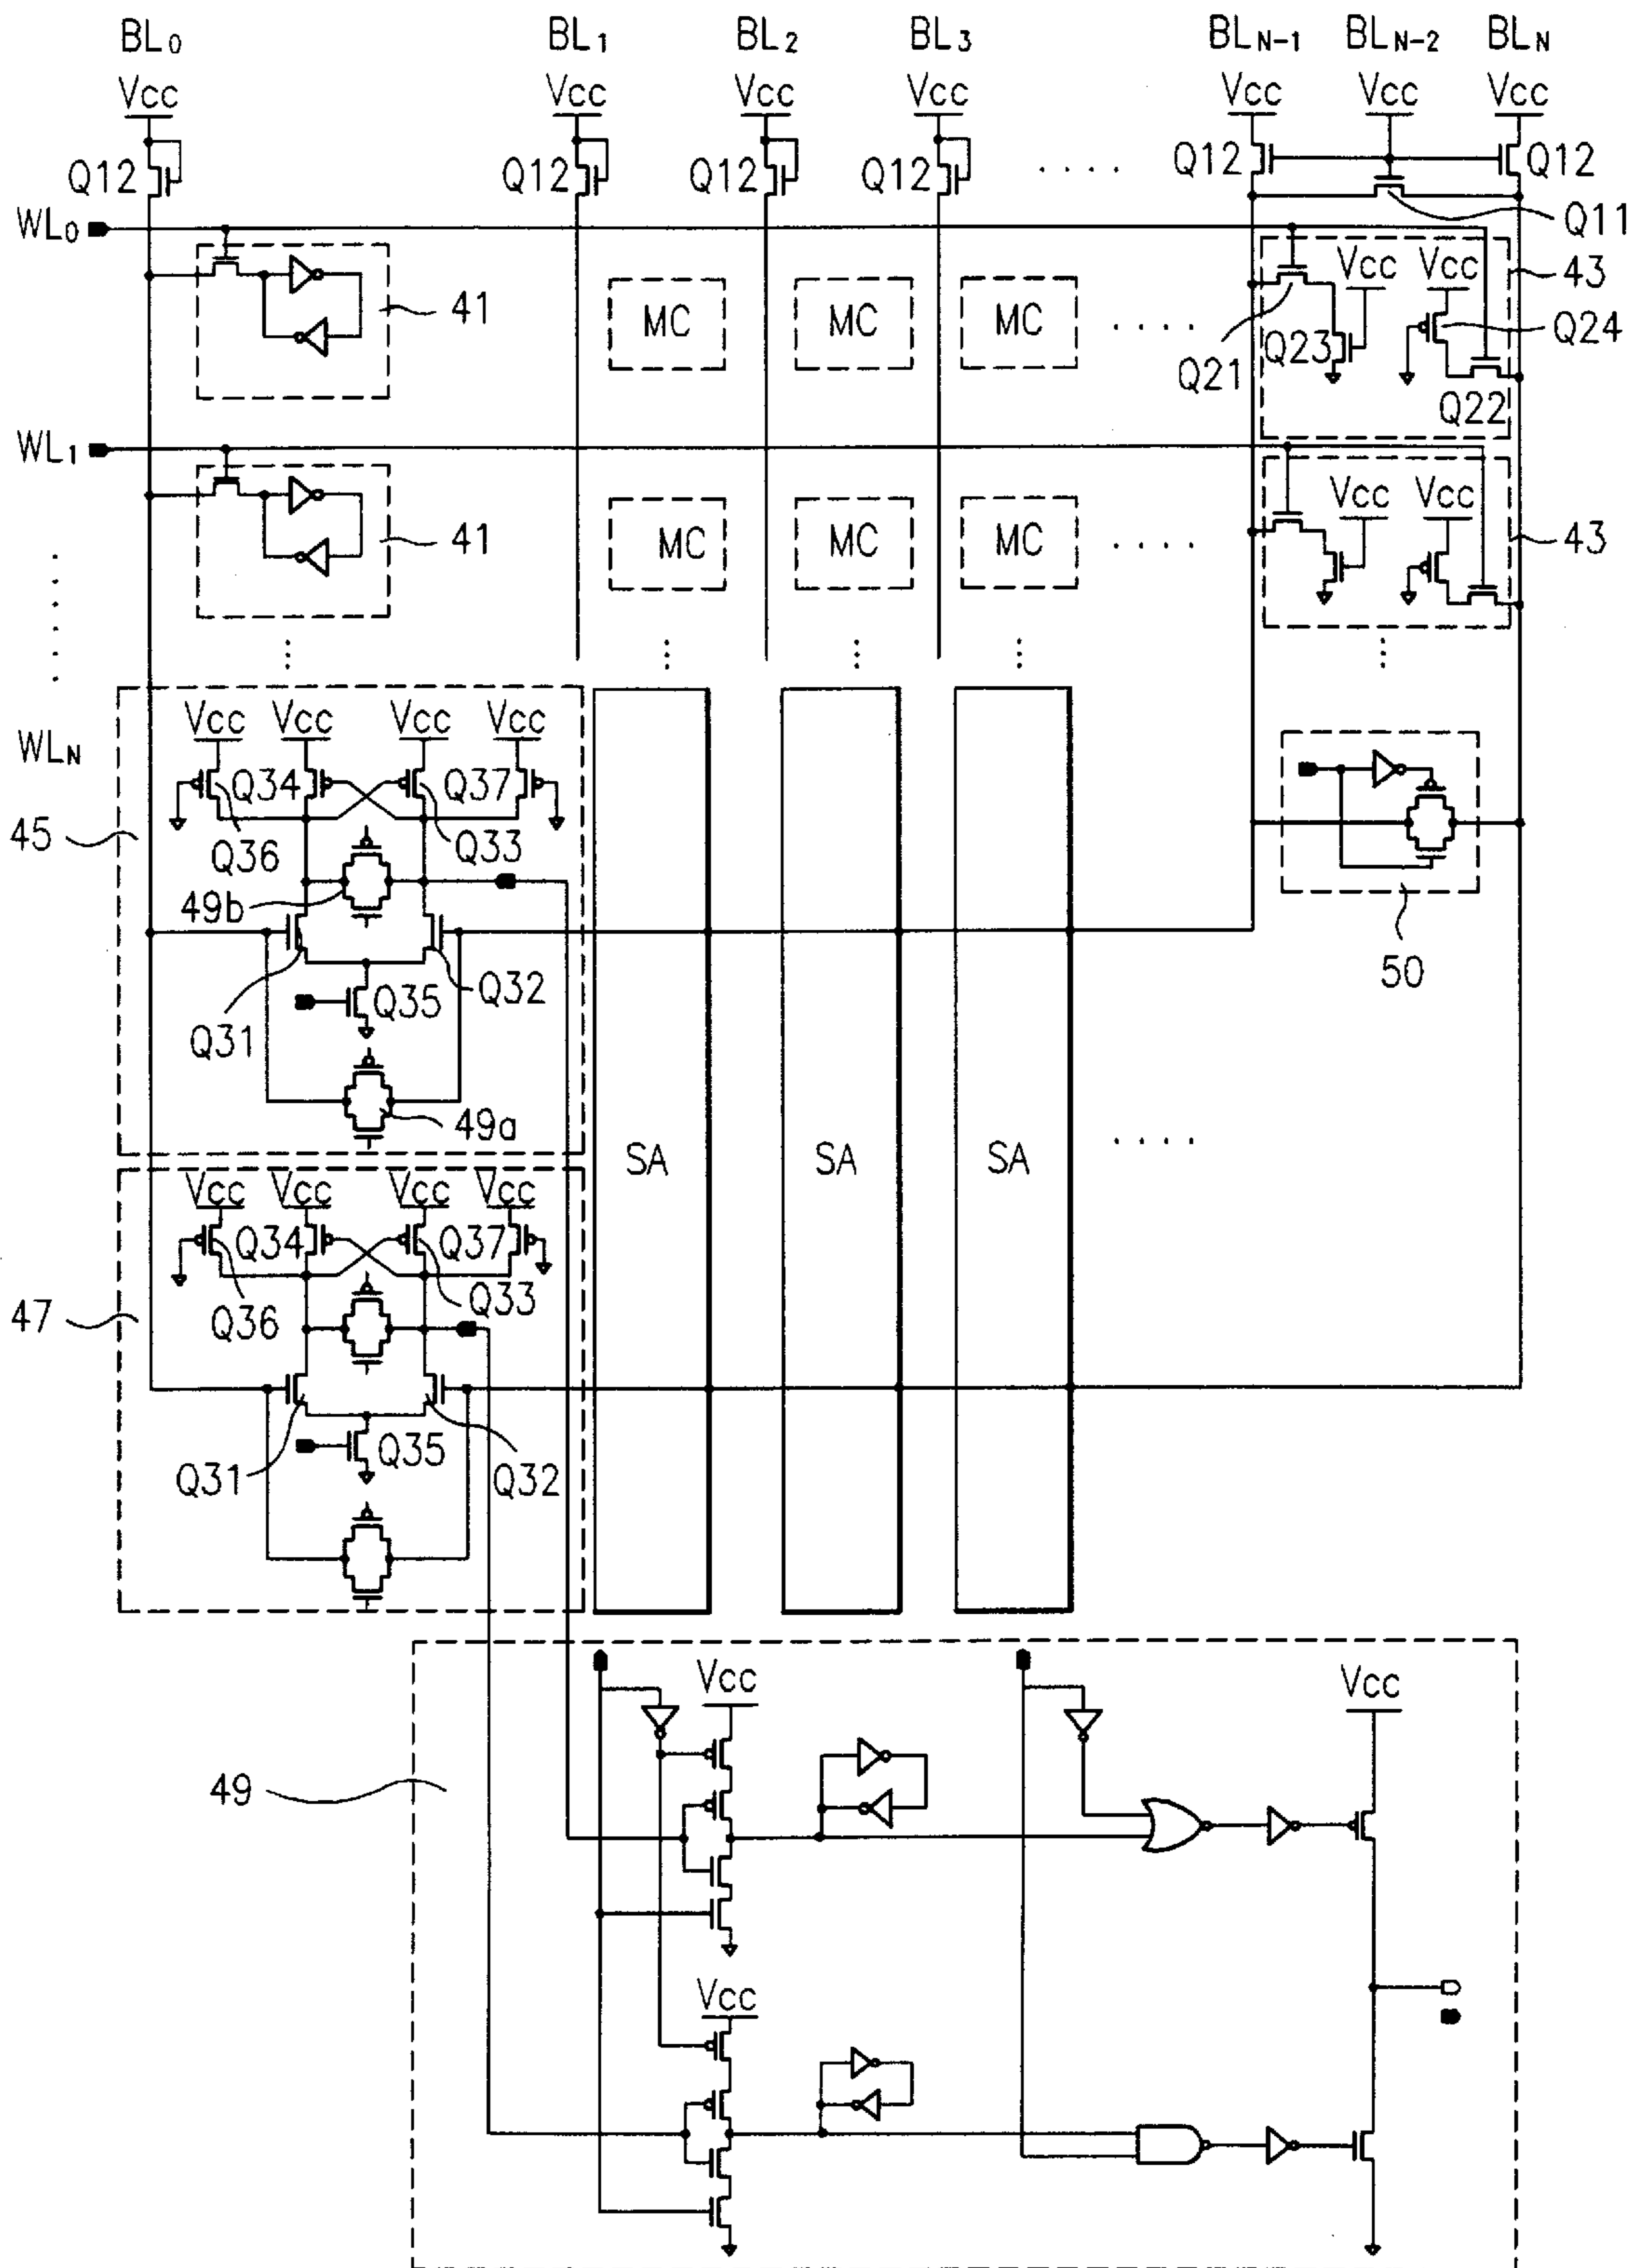 BL0 BL1 BL2 BL3 BLN-1 BLN-2 BLN
Vcc Vcc Vcc Vcc Vcc Vcc Vcc
Q12 Q12 Q12 Q12 . . . . Q12 Q12
Q11
WL0
Vcc Vcc 43
41 MC MC MC . . . . Q23 Q24
Q21
Q22
WL1
Vcc Vcc
41 MC MC MC . . . . 43
Vcc Vcc Vcc Vcc
WLN
Q34 Q37
45
Q36 Q33
49b
50
Q32
Q35
Q31
49a
SA SA SA . . . .
Vcc Vcc Vcc Vcc
Q34 Q37
47
Q36 Q33
Q35
Q31 Q32
Vcc Vcc
49
Vcc